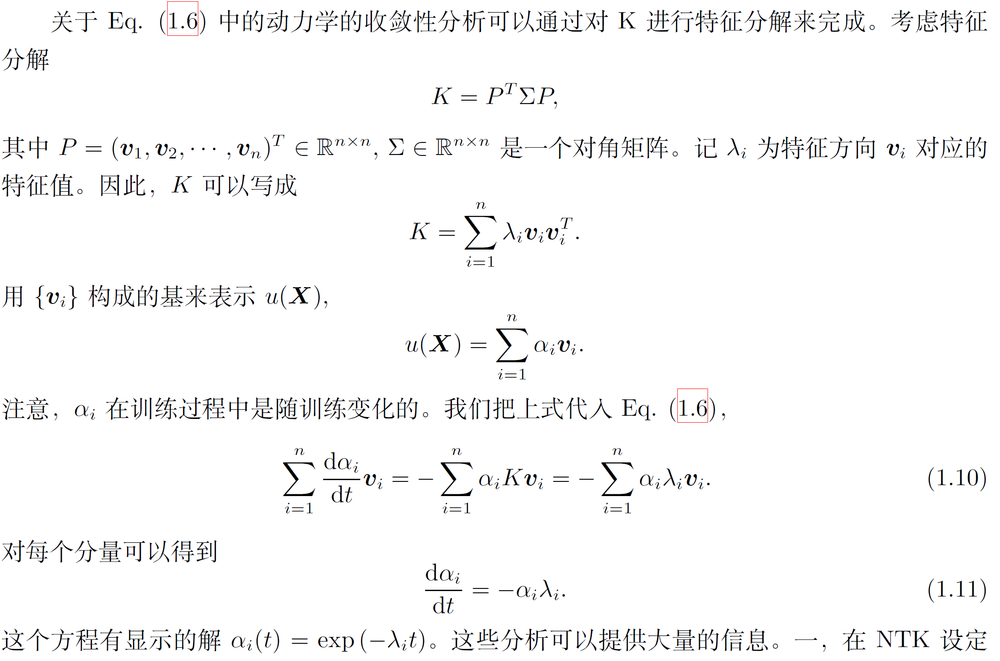 关于 Eq. (1.6) 中的动力学的收敛性分析可以通过对 K 进行特征分解来完成。考虑特征
分解
$K = P^T \Sigma P,$
其中 $P = (\boldsymbol{v}_1, \boldsymbol{v}_2, \cdots, \boldsymbol{v}_n)^T \in \mathbb{R}^{n \times n}$, $\Sigma \in \mathbb{R}^{n \times n}$ 是一个对角矩阵。记 $\lambda_i$ 为特征方向 $\boldsymbol{v}_i$ 对应的
特征值。因此，$K$ 可以写成
$K = \sum_{i=1}^{n} \lambda_i \boldsymbol{v}_i \boldsymbol{v}_i^T.$
用 $\{\boldsymbol{v}_i\}$ 构成的基来表示 $u(\boldsymbol{X})$,
$u(\boldsymbol{X}) = \sum_{i=1}^{n} \alpha_i \boldsymbol{v}_i.$
注意，$\alpha_i$ 在训练过程中是随训练变化的。我们把上式代入 Eq. (1.6),
$\sum_{i=1}^{n} \frac{\mathrm{d}\alpha_i}{\mathrm{d}t} \boldsymbol{v}_i = -\sum_{i=1}^{n} \alpha_i K \boldsymbol{v}_i = -\sum_{i=1}^{n} \alpha_i \lambda_i \boldsymbol{v}_i.$ (1.10)
对每个分量可以得到
$\frac{\mathrm{d}\alpha_i}{\mathrm{d}t} = -\alpha_i \lambda_i.$ (1.11)
这个方程有显示的解 $\alpha_i(t) = \exp(-\lambda_i t)$。这些分析可以提供大量的信息。一，在 NTK 设定